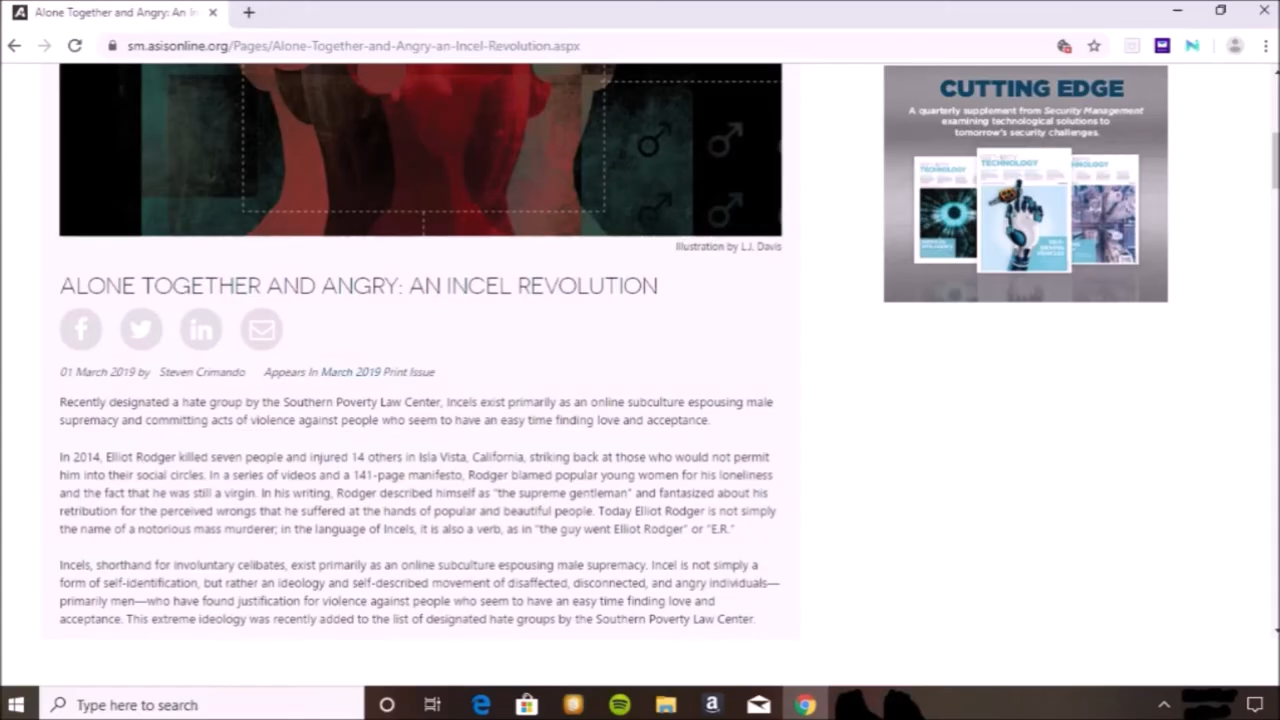 Alone Together and Angry: An In
sm.asisonline.org/Pages/Alone-Together-and-Angry-an-Incel-Revolution.aspx
CUTTING EDGE
A quarterly supplement from Security Management
examining technological solutions to
tomorrow's security challenges.
TECHNOLOGY
Illustration by L.J. Davis
ALONE TOGETHER AND ANGRY: AN INCEL REVOLUTION
01 March 2019 by Steven Crimando Appears In March 2019 Print Issue
Recently designated a hate group by the Southern Poverty Law Center, Incels exist primarily as an online subculture espousing male
supremacy and committing acts of violence against people who seem to have an easy time finding love and acceptance.
In 2014, Elliot Rodger killed seven people and injured 14 others in Isla Vista, California, striking back at those who would not permit
him into their social circles. In a series of videos and a 141-page manifesto, Rodger blamed popular young women for his loneliness
and the fact that he was still a virgin. In his writing, Rodger described himself as "the supreme gentleman" and fantasized about his
retribution for the perceived wrongs that he suffered at the hands of popular and beautiful people. Today Elliot Rodger is not simply
the name of a notorious mass murderer; in the language of Incels, it is also a verb, as in "the guy went Elliot Rodger" or "E.R."
Incels, shorthand for involuntary celibates, exist primarily as an online subculture espousing male supremacy. Incel is not simply a
form of self-identification, but rather an ideology and self-described movement of disaffected, disconnected, and angry individuals—
primarily men—who have found justification for violence against people who seem to have an easy time finding love and
acceptance. This extreme ideology was recently added to the list of designated hate groups by the Southern Poverty Law Center.
Type here to search